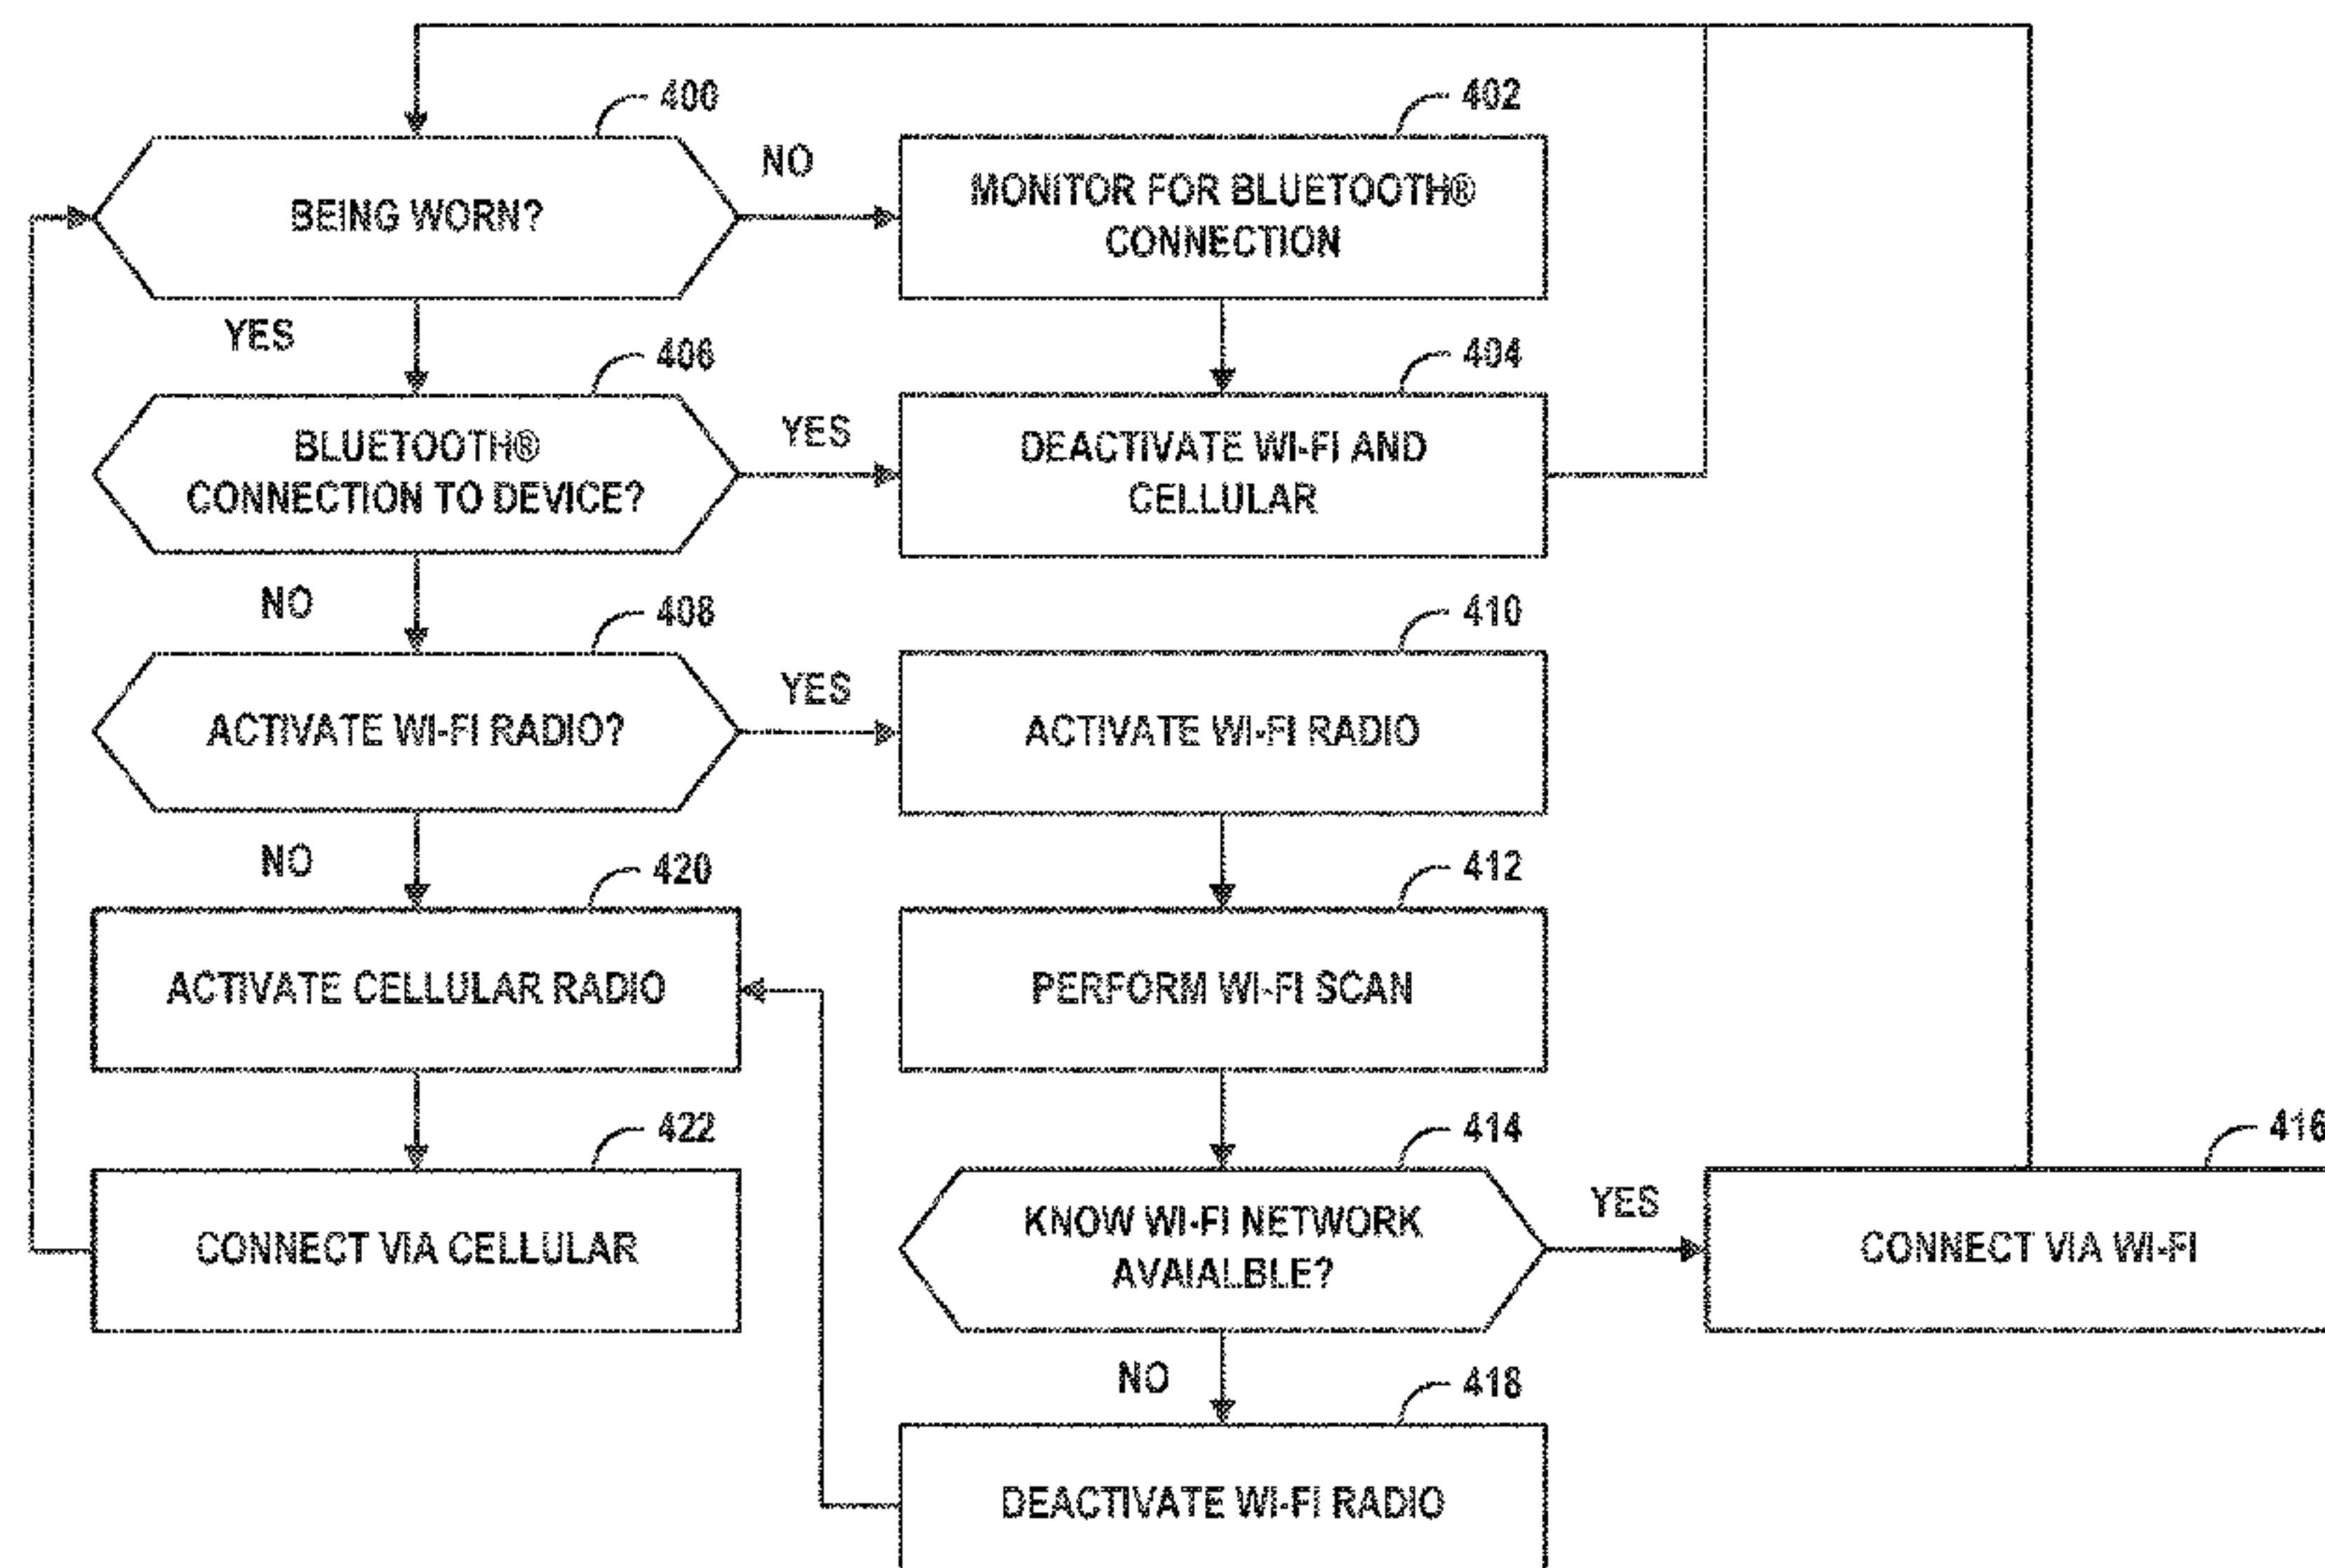 400
402
NO
BEING WORN?
MONITOR FOR BLUETOOTH®
CONNECTION
YES
406
404
BLUETOOTH®
CONNECTION TO DEVICE?
YES
DEACTIVATE WI-FI AND
CELLULAR
NO
408
410
YES
ACTIVATE WI-FI RADIO?
ACTIVATE WI-FI RADIO
NO
420
412
ACTIVATE CELLULAR RADIO
PERFORM WI-FI SCAN
422
414
416
CONNECT VIA CELLULAR
KNOW WI-FI NETWORK
AVAIALBLE?
YES
CONNECT VIA WI-FI
NO
418
DEACTIVATE WI-FI RADIO